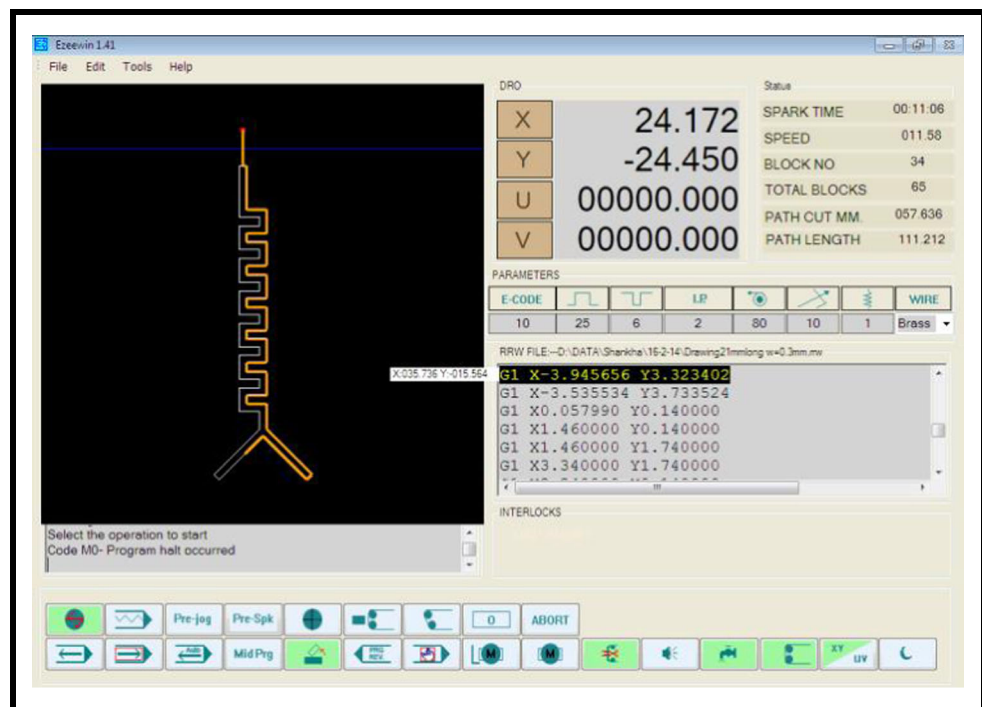 Ezeewin 1.41
File Edit Tools Help
DRO
X 24.172
Y -24.450
U 00000.000
V 00000.000
Status
SPARK TIME 00:11:06
SPEED 011.58
BLOCK NO 34
TOTAL BLOCKS 65
PATH CUT MM. 057.636
PATH LENGTH 111.212
PARAMETERS
E-CODE I.P. WIRE
10 25 6 2 80 10 1 Brass
RRW FILE:--D:\DATA\Shankha\16-2-14\Drawing21mmlong w=0.3mm.rrw
X:035.736 Y:-015.564
G1 X-3.945656 Y3.323402
G1 X-3.535534 Y3.733524
G1 X0.057990 Y0.140000
G1 X1.460000 Y0.140000
G1 X1.460000 Y1.740000
G1 X3.340000 Y1.740000
INTERLOCKS
Select the operation to start
Code M0- Program halt occurred
Pre-jog Pre-Spk 0 ABORT
Auto Mid Prg PRG REV. M M XY UV